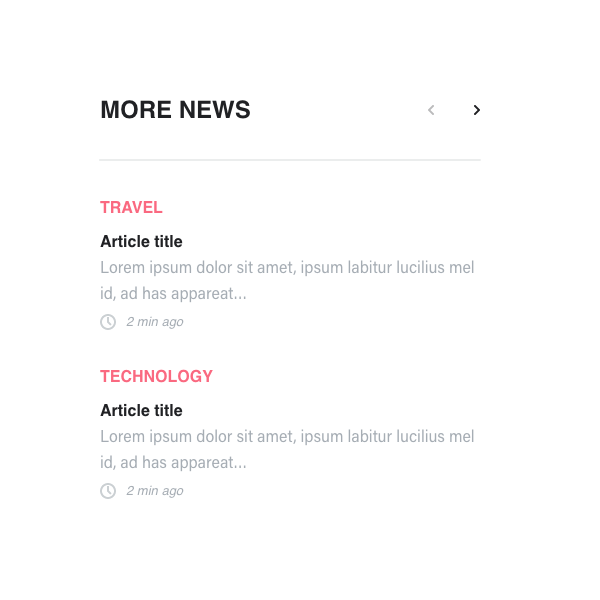 MORE NEWS
TRAVEL
Article title
Lorem ipsum dolor sit amet, ipsum labitur lucilius mel
id, ad has appareat...
2 min ago
TECHNOLOGY
Article title
Lorem ipsum dolor sit amet, ipsum labitur lucilius mel
id, ad has appareat...
2 min ago